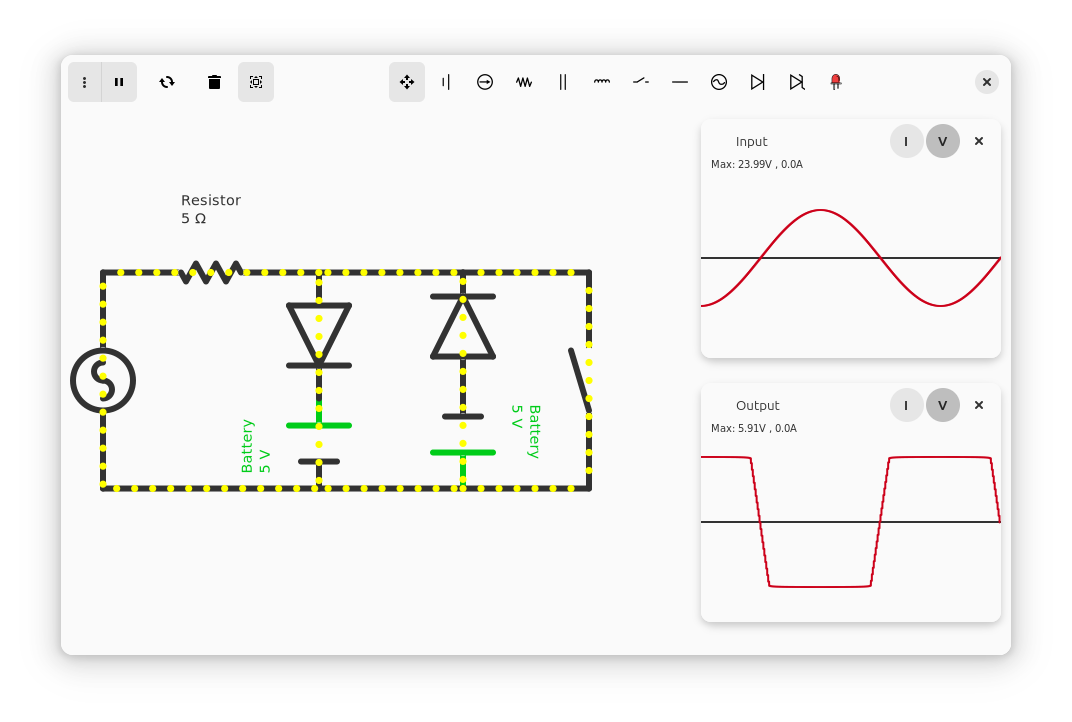 Input
I
V
Max: 23.99V , 0.0A
Resistor
5 Ω
Battery
5 V
Battery
5 V
Output
I
V
Max: 5.91V , 0.0A